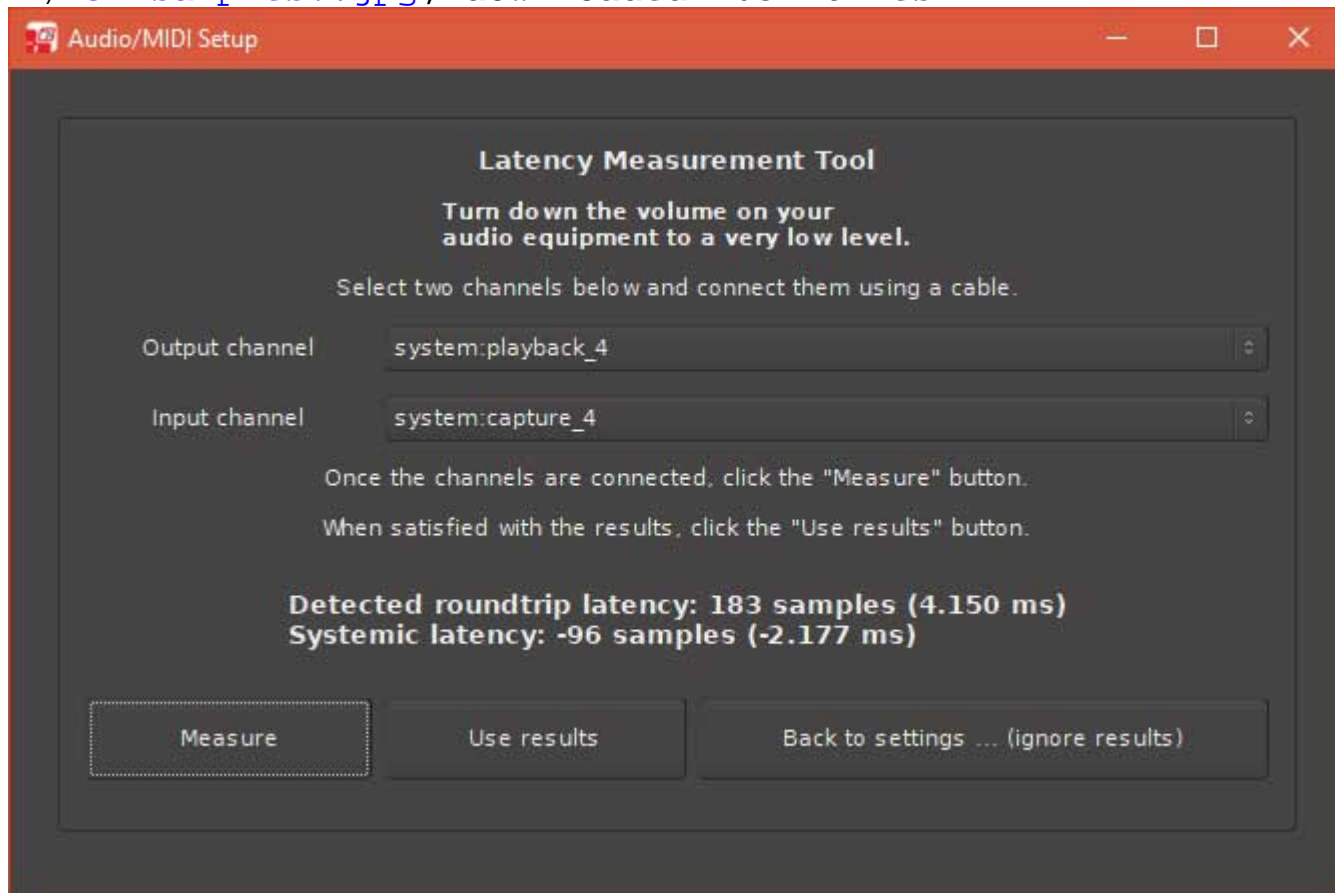 Audio/MIDI Setup
Latency Measurement Tool
Turn down the volume on your
audio equipment to a very low level.
Select two channels below and connect them using a cable.
Output channel system:playback_4
Input channel system:capture_4
Once the channels are connected, click the "Measure" button.
When satisfied with the results, click the "Use results" button.
Detected roundtrip latency: 183 samples (4.150 ms)
Systemic latency: -96 samples (-2.177 ms)
Measure Use results Back to settings ... (ignore results)